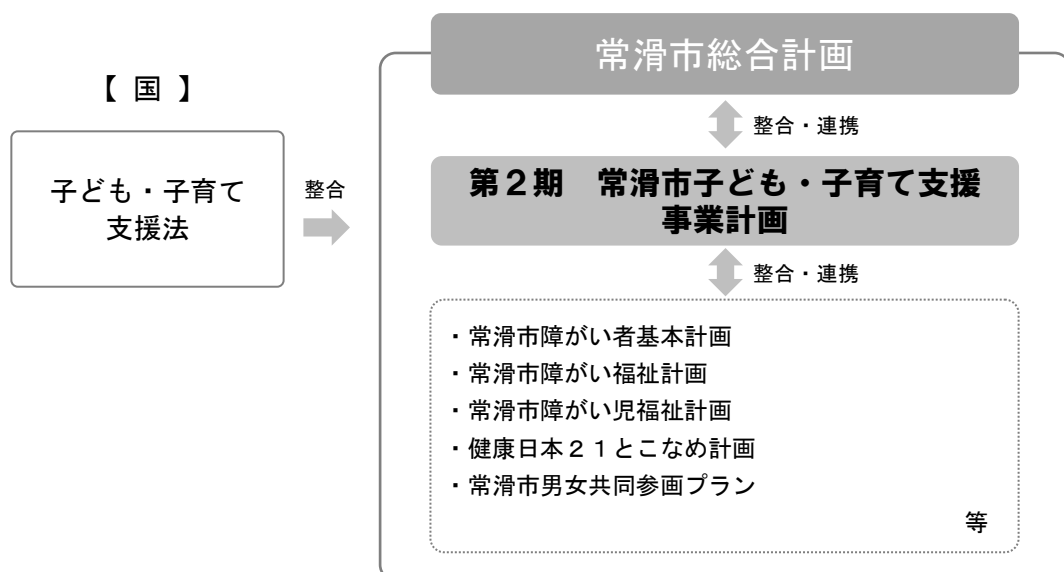 常滑市総合計画
【 国 】
整合・連携
子ども・子育て
支援法
整合
第２期　常滑市子ども・子育て支援
事業計画
整合・連携
・常滑市障がい者基本計画
・常滑市障がい福祉計画
・常滑市障がい児福祉計画
・健康日本２１とこなめ計画
・常滑市男女共同参画プラン
等